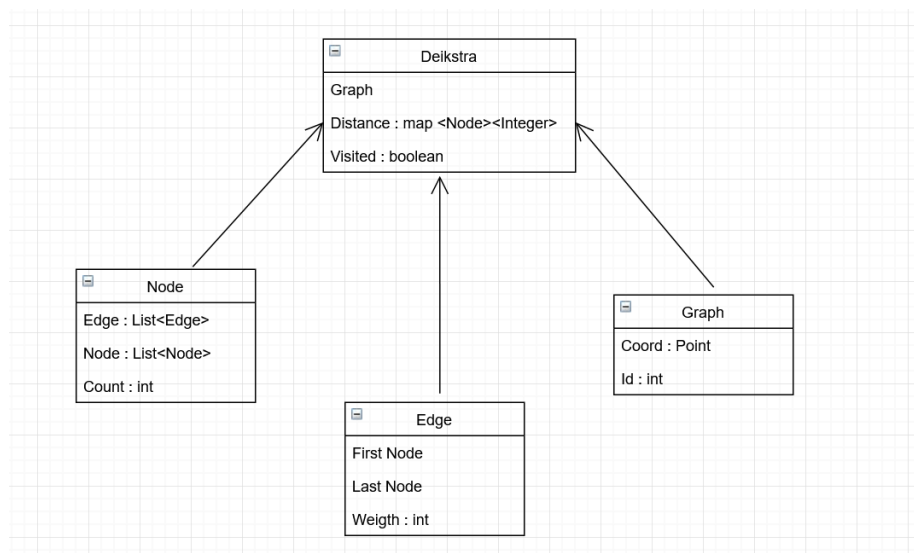 Deikstra
Graph
Distance : map <Node><Integer>
Visited : boolean
Node
Edge : List<Edge>
Node : List<Node>
Count : int
Edge
First Node
Last Node
Weigth : int
Graph
Coord : Point
Id : int